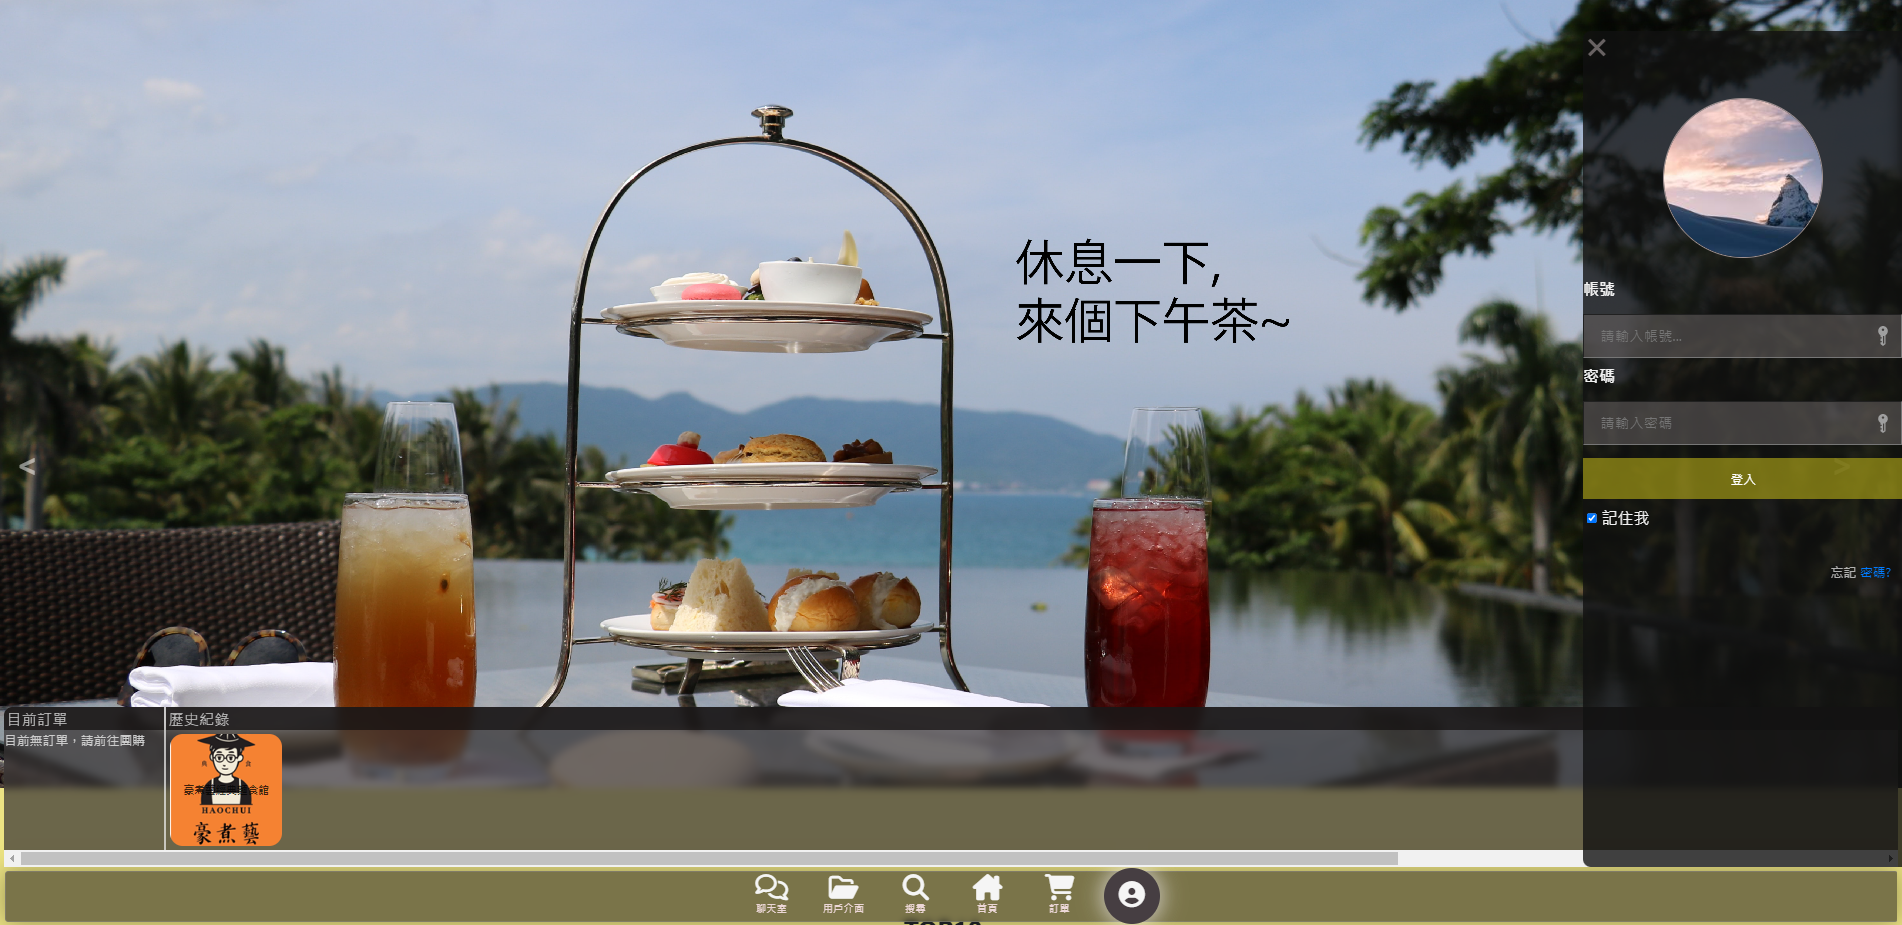 休息一下,
來個下午茶~
帳號
請輸入帳號...
密碼
請輸入密碼
登入
記住我
忘記 密碼?
目前訂單
歷史紀錄
目前無訂單，請前往團購
食
HAOCHUI
豪煮藝
聊天室
用戶介面
搜尋
首頁
訂單
TOP10